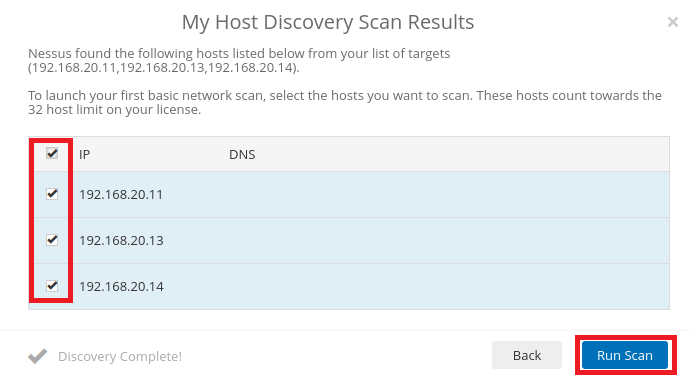 My Host Discovery Scan Results
×
Nessus found the following hosts listed below from your list of targets
(192.168.20.11,192.168.20.13,192.168.20.14).
To launch your first basic network scan, select the hosts you want to scan. These hosts count towards the
32 host limit on your license.
IP DNS
192.168.20.11
192.168.20.13
192.168.20.14
Discovery Complete! Back Run Scan